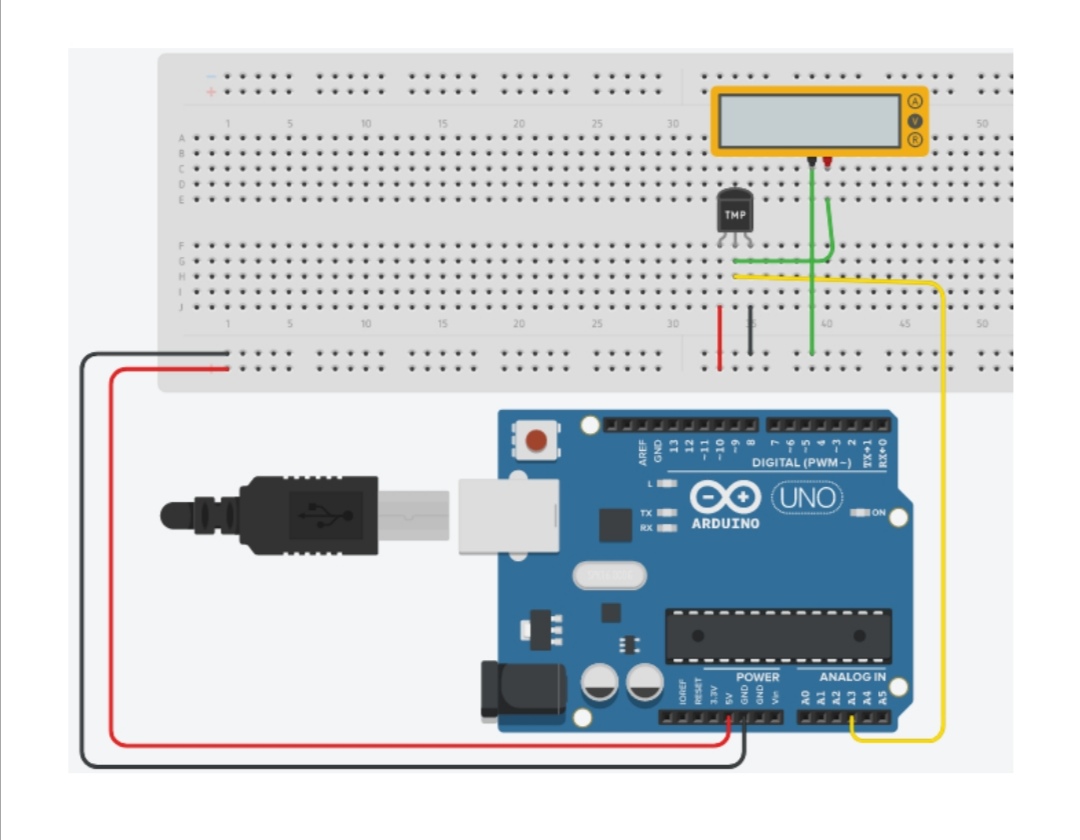 − 
+
1 5 10 15 20 25 30 50
A
B
C
D
E
A
V
R
TMP
F
G
H
I
J
1 5 10 15 20 25 30 35 40 45 50
AREF GND 13 12 ~11 ~10 ~9 8 7 ~6 ~5 4 ~3 2 TX→1 RX←0
DIGITAL (PWM~)
L
TX
RX
ARDUINO
UNO
ON
POWER
ANALOG IN
IOREF RESET 3.3V 5V GND GND Vin A0 A1 A2 A3 A4 A5